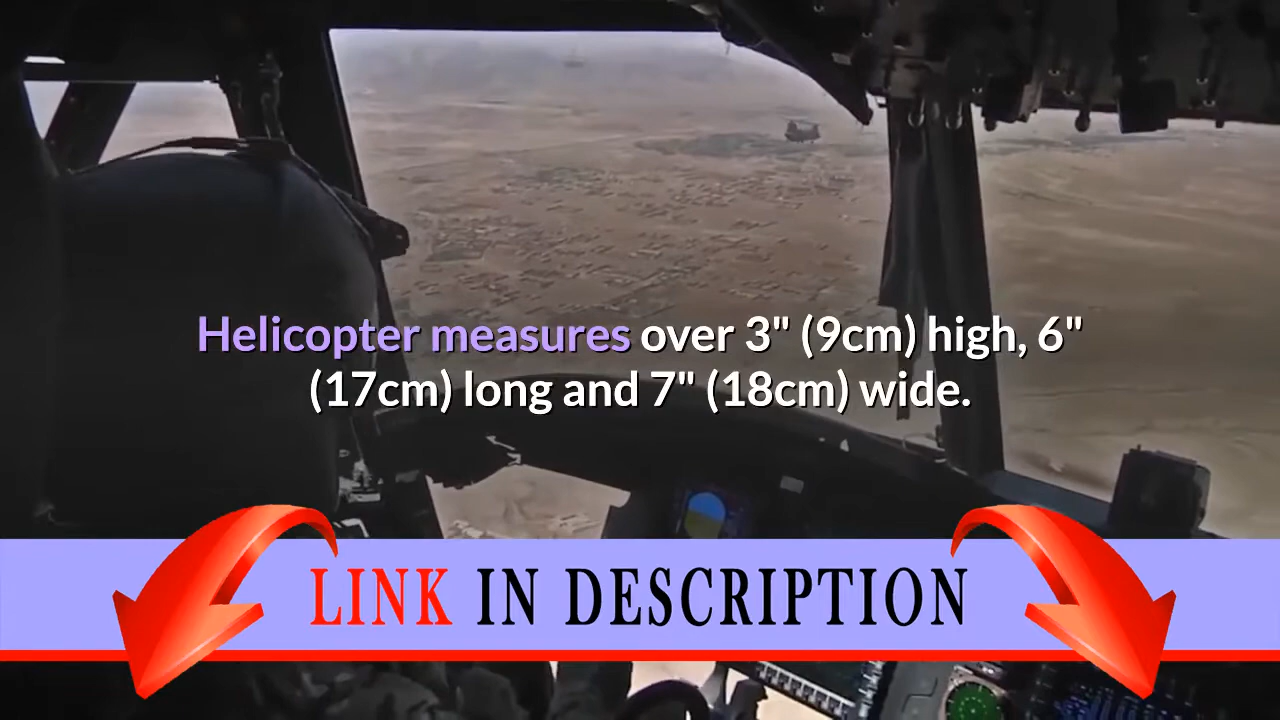 Helicopter measures over 3" (9cm) high, 6"
(17cm) long and 7" (18cm) wide.
LINK IN DESCRIPTION